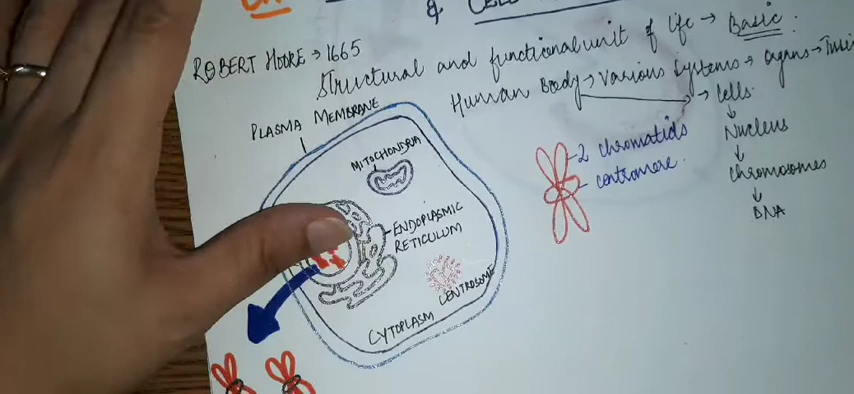 & CELL
ROBERT HOOKE → 1665
Structural and functional unit of life → Basic.
Human Body → Various Systems → Organs →
→ Cells.
↓
Nucleus
↓
Chromosomes
↓
DNA
PLASMA MEMBRANE
MITOCHONDRIA
ENDOPLASMIC
RETICULUM
CENTROSOME
CYTOPLASM
2 chromatids
centromere.